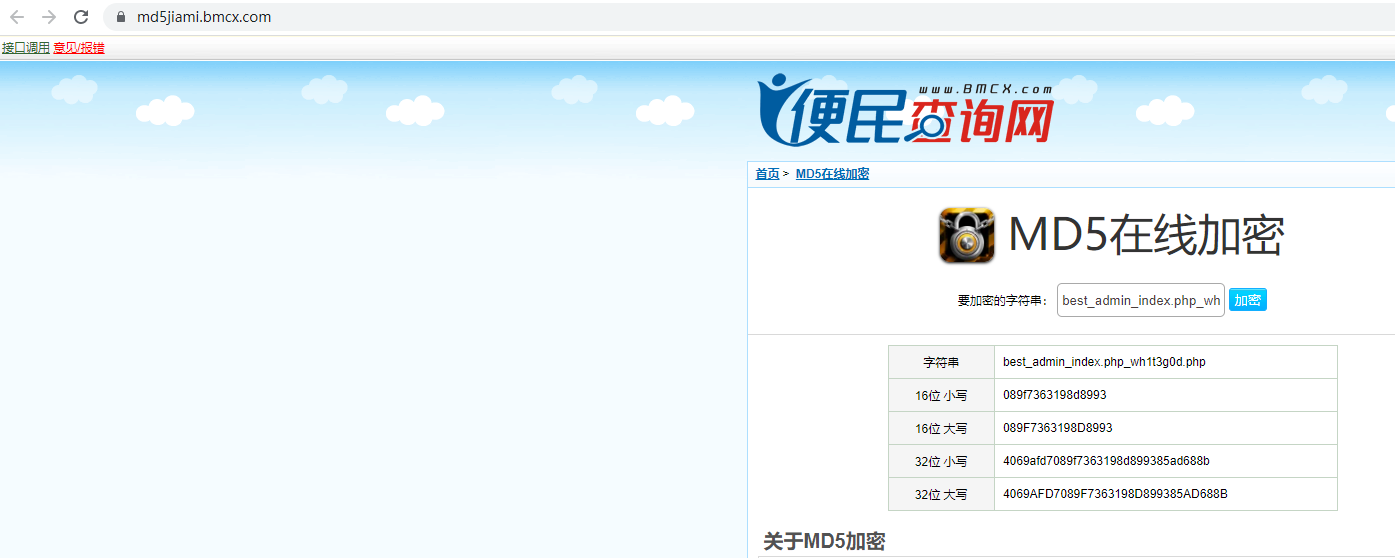 md5jiami.bmcx.com
接口调用 意见/报错
www.BMCX.com
便民查询网
首页 > MD5在线加密
MD5在线加密
要加密的字符串： best_admin_index.php_wh 加密
字符串 best_admin_index.php_wh1t3g0d.php
16位 小写 089f7363198d8993
16位 大写 089F7363198D8993
32位 小写 4069afd7089f7363198d899385ad688b
32位 大写 4069AFD7089F7363198D899385AD688B
关于MD5加密